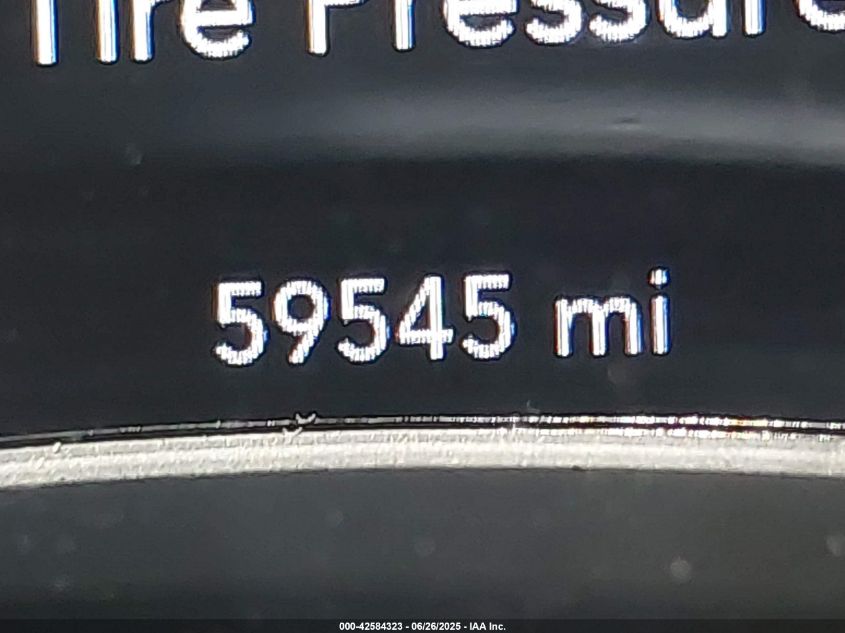 Tire Pressure
59545 mi
000-42584323 - 06/26/2025 - IAA Inc.